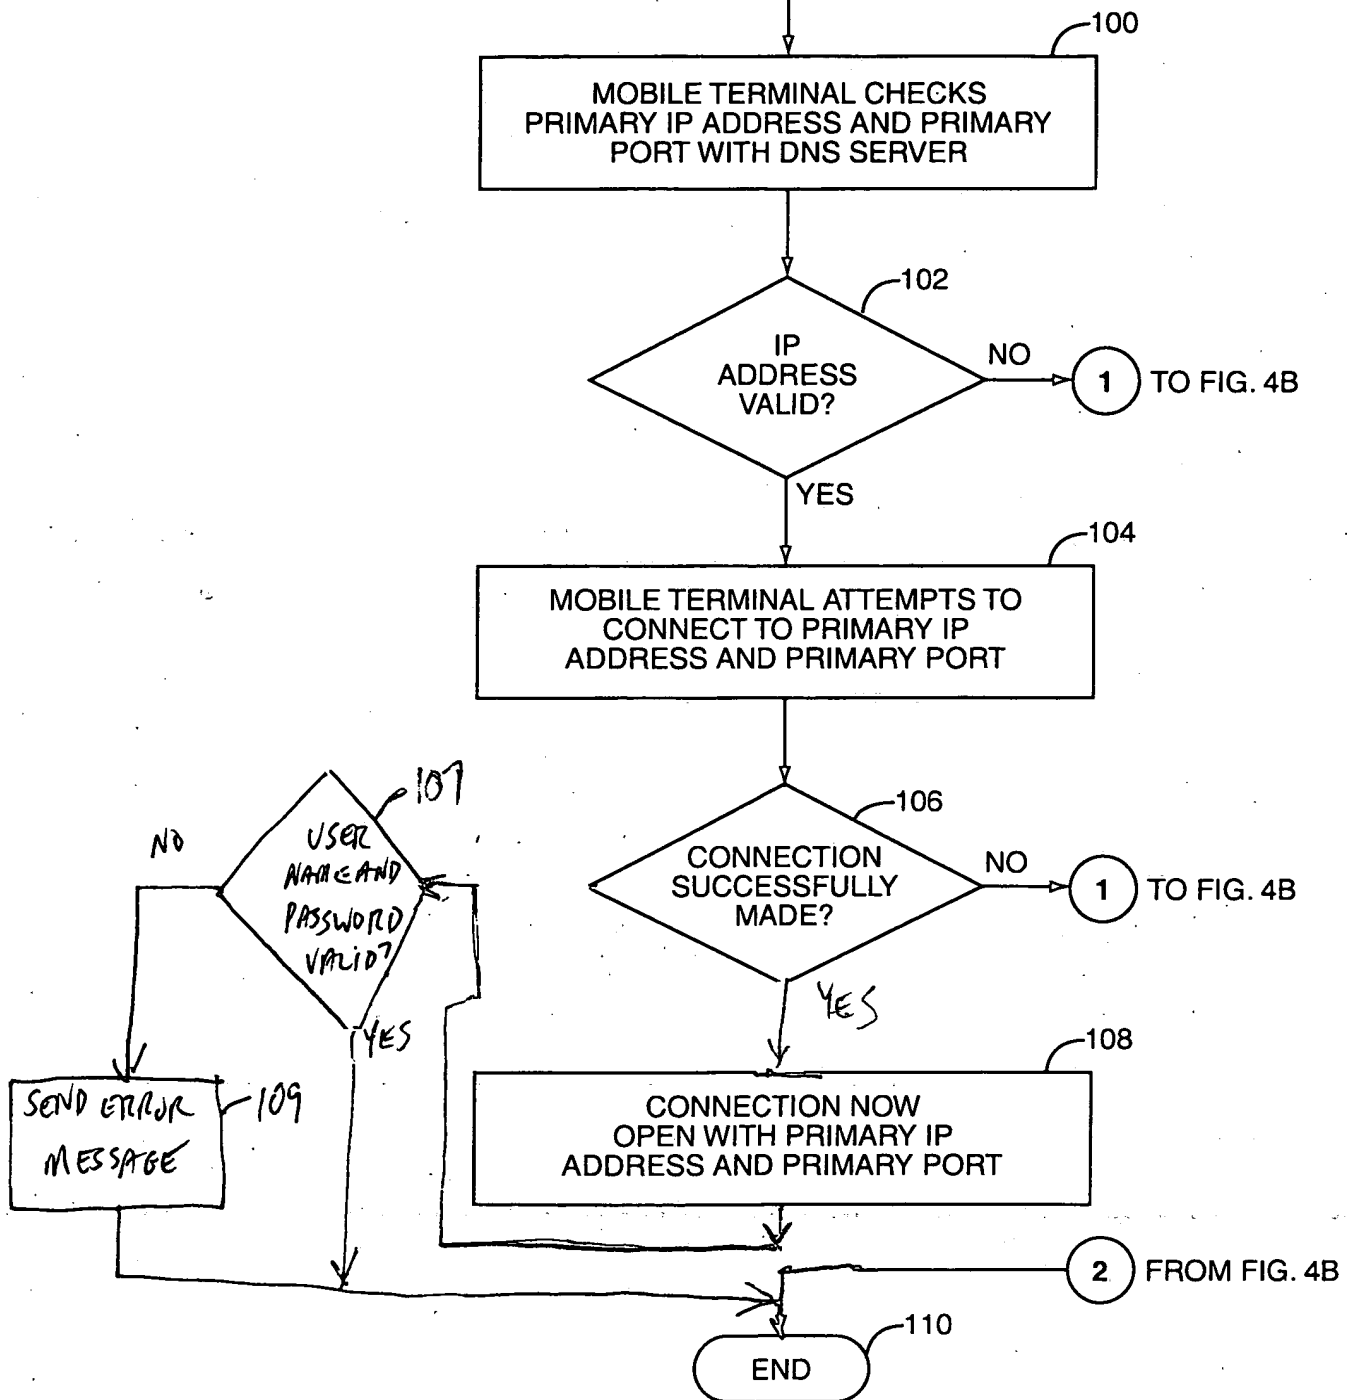 100
MOBILE TERMINAL CHECKS
PRIMARY IP ADDRESS AND PRIMARY
PORT WITH DNS SERVER
102
IP
ADDRESS
VALID?
NO
1 TO FIG. 4B
YES
104
MOBILE TERMINAL ATTEMPTS TO
CONNECT TO PRIMARY IP
ADDRESS AND PRIMARY PORT
106
CONNECTION
SUCCESSFULLY
MADE?
NO
1 TO FIG. 4B
YES
107
USER
NAME AND
PASSWORD
VALID?
NO
YES
109
SEND ERROR
MESSAGE
108
CONNECTION NOW
OPEN WITH PRIMARY IP
ADDRESS AND PRIMARY PORT
2 FROM FIG. 4B
110
END